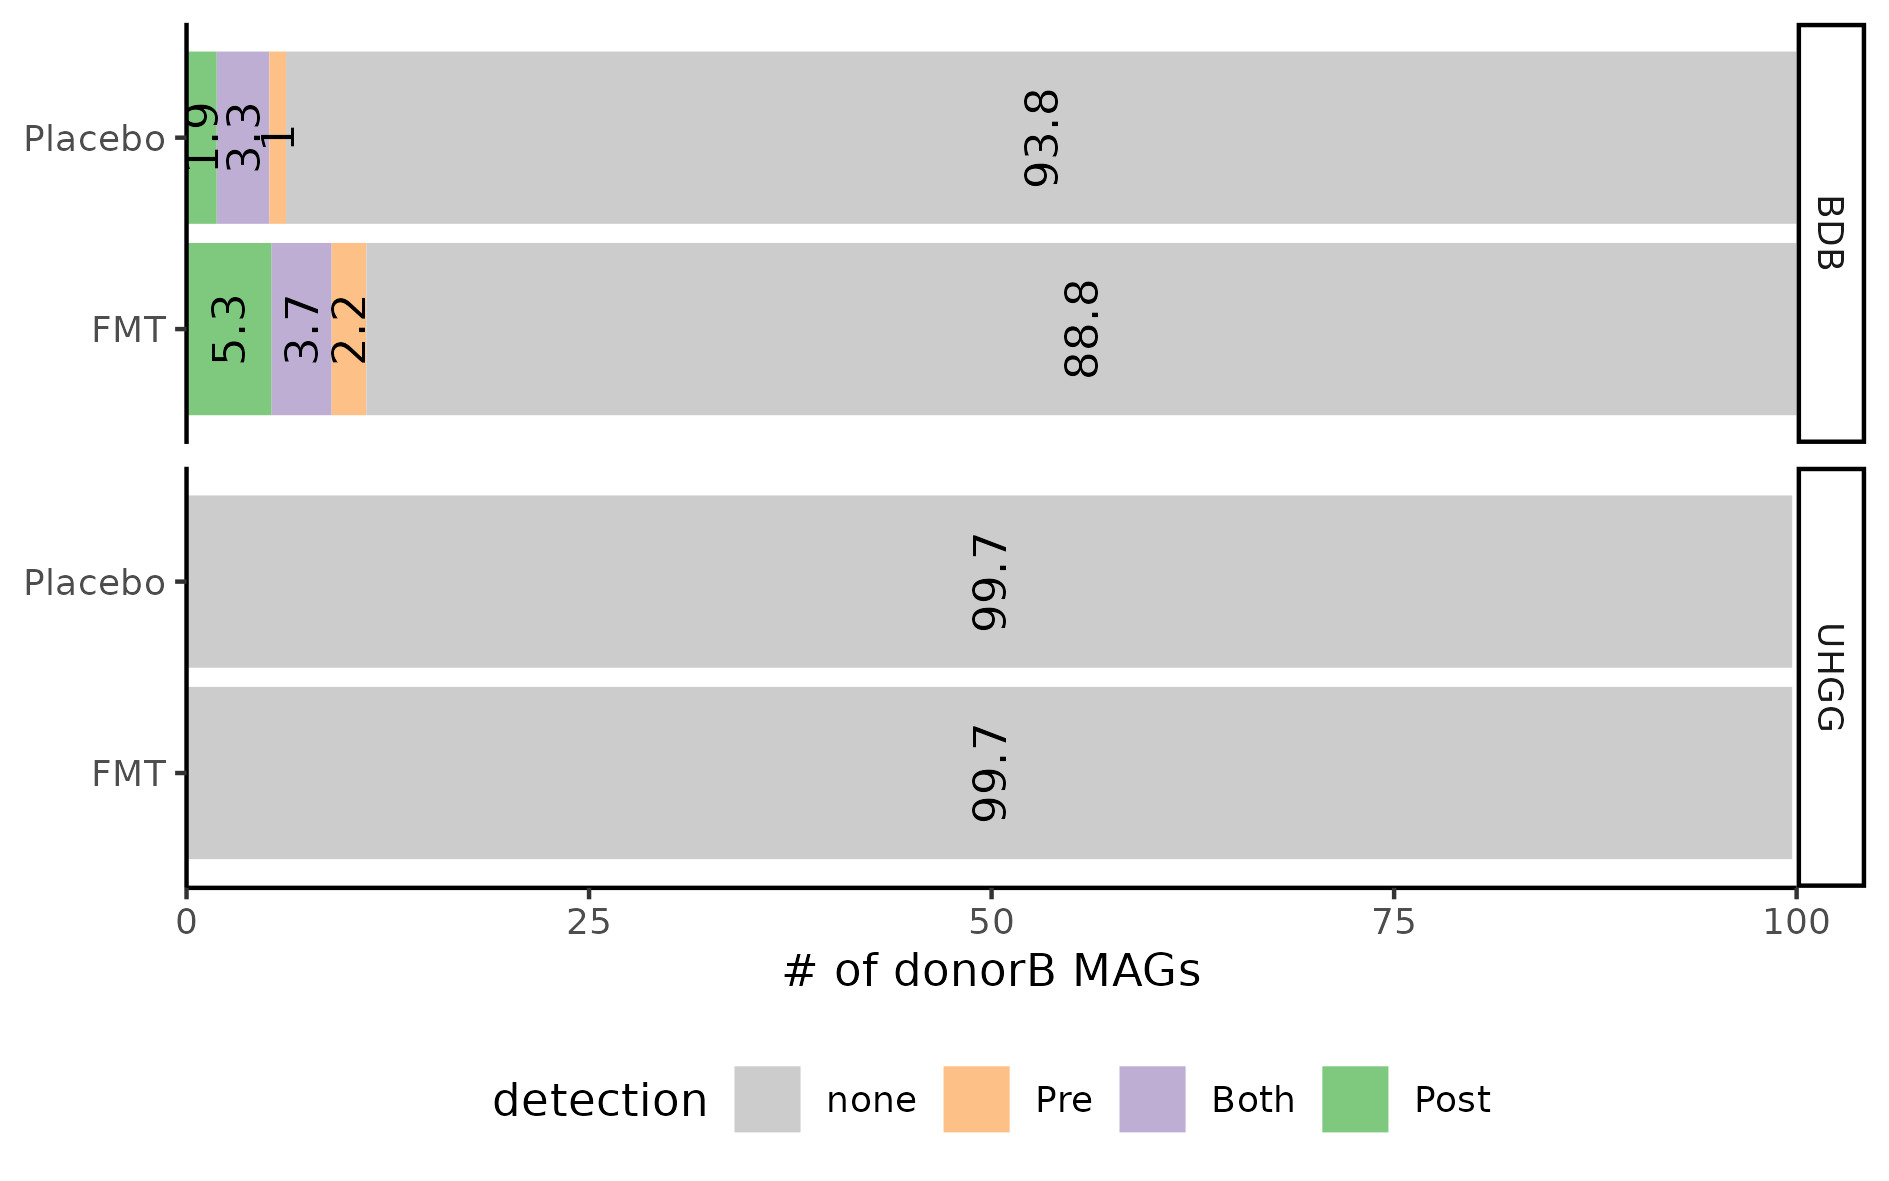 Placebo
1.9
3.3
1
93.8
FMT
5.3
3.7
2.2
88.8
BDB
Placebo
99.7
FMT
99.7
UHGG
0 25 50 75 100
# of donorB MAGs
detection none Pre Both Post